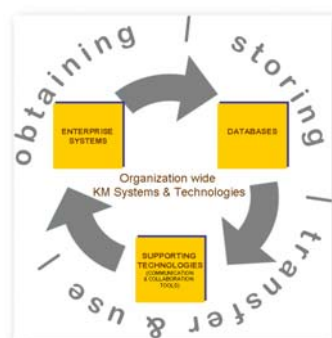 obtaining / storing / transfer & use /
ENTERPRISE
SYSTEMS
DATABASES
Organization wide
KM Systems & Technologies
SUPPORTING
TECHNOLOGIES
(COMMUNICATION
& COLLABORATION
TOOLS)